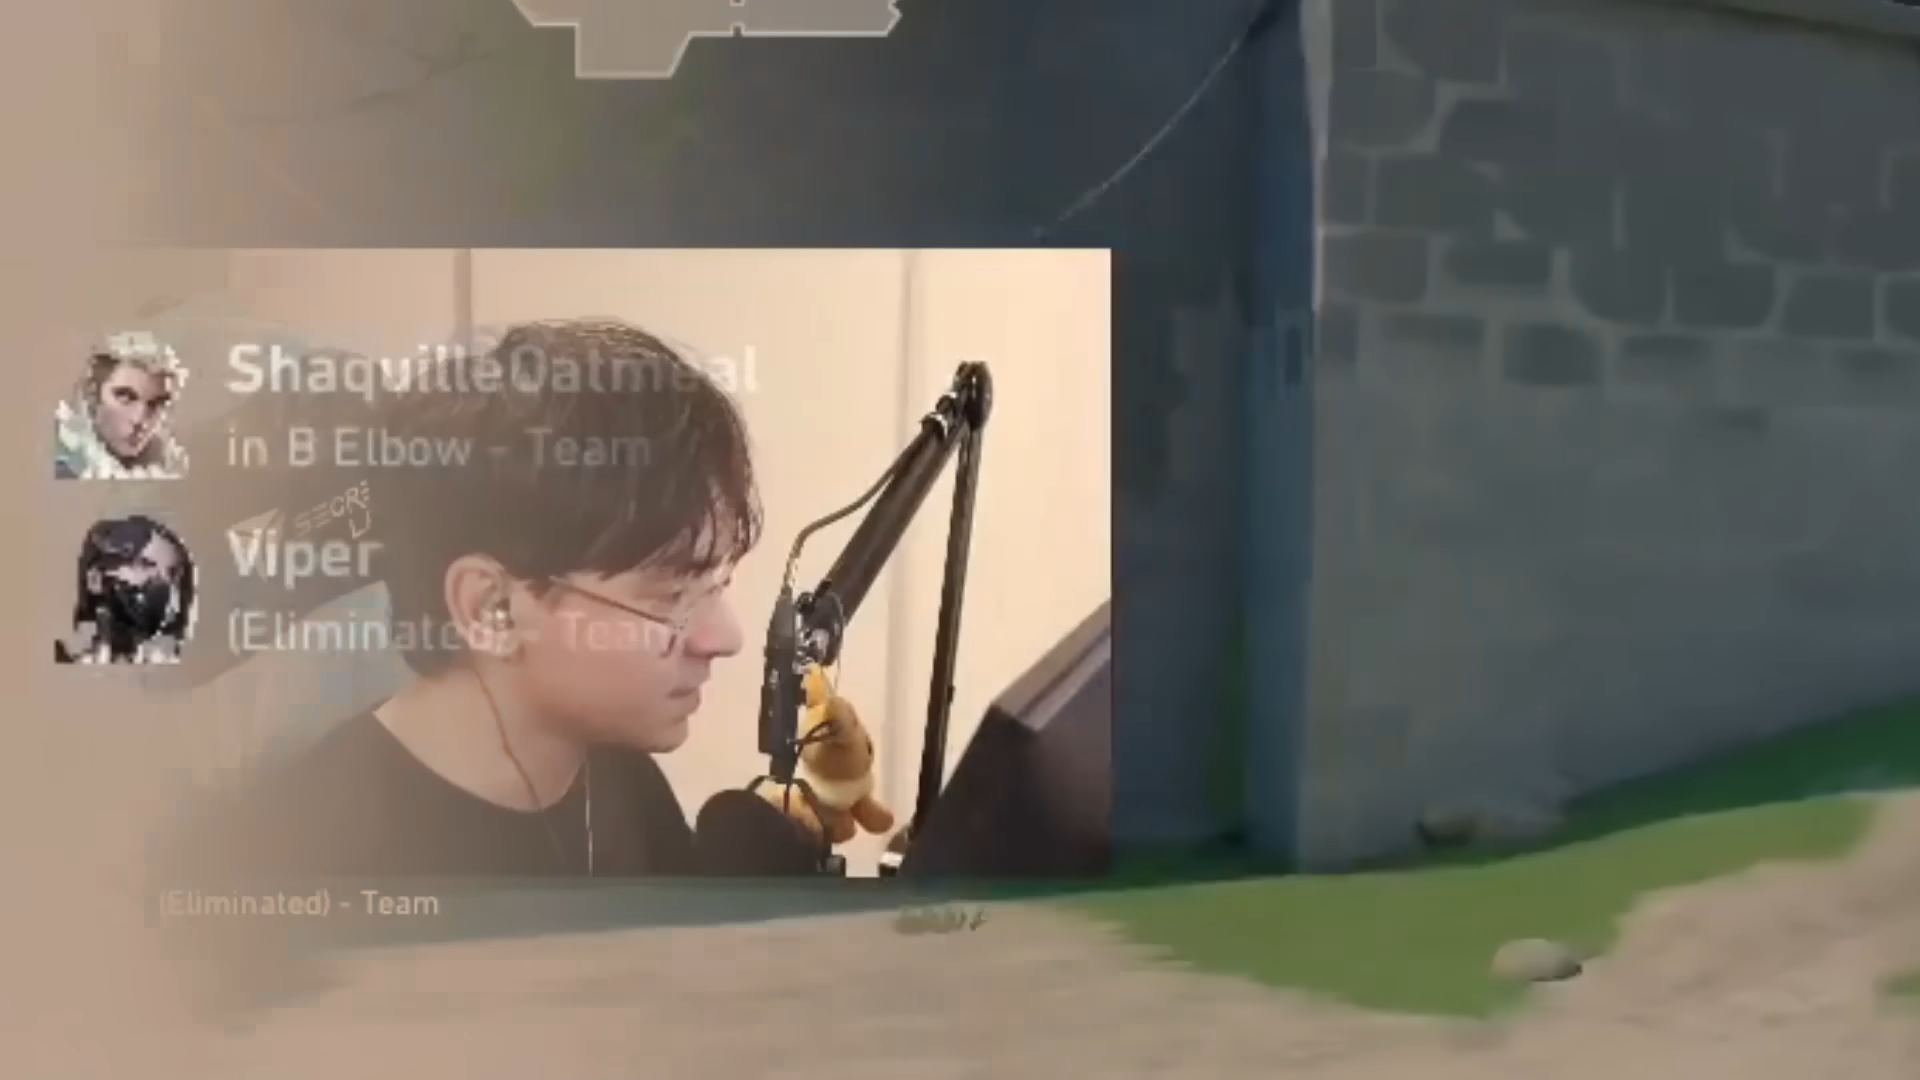 ShaquilleOatmeal
in B Elbow - Team
Viper
(Eliminated) - Team
(Eliminated) - Team